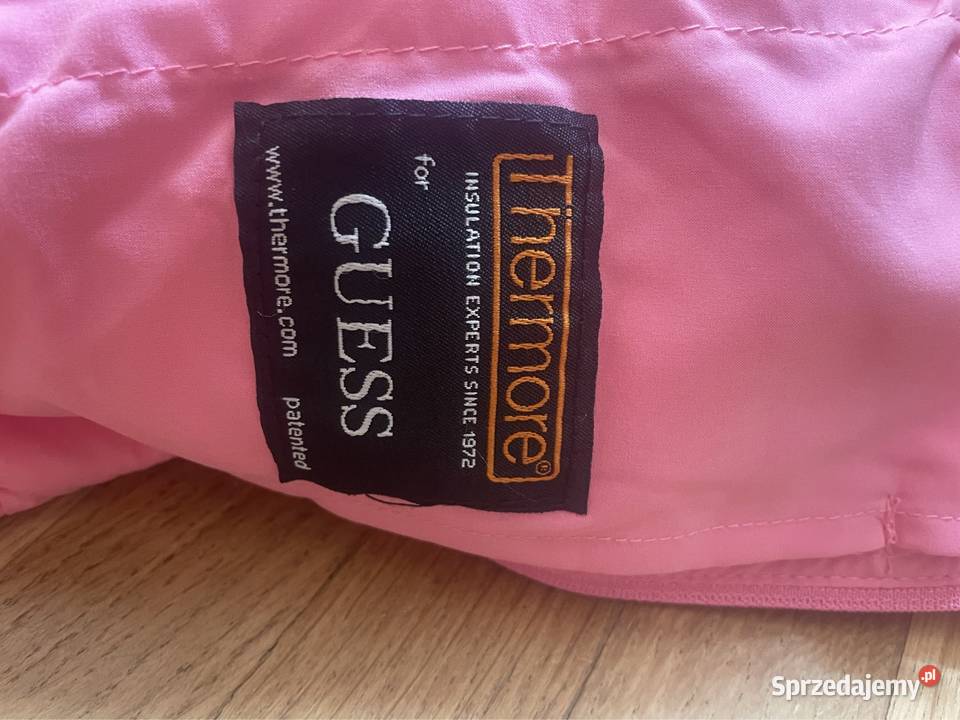 Thermore®
INSULATION EXPERTS SINCE 1972
for
GUESS
www.thermore.com patented
Sprzedajemy.pl